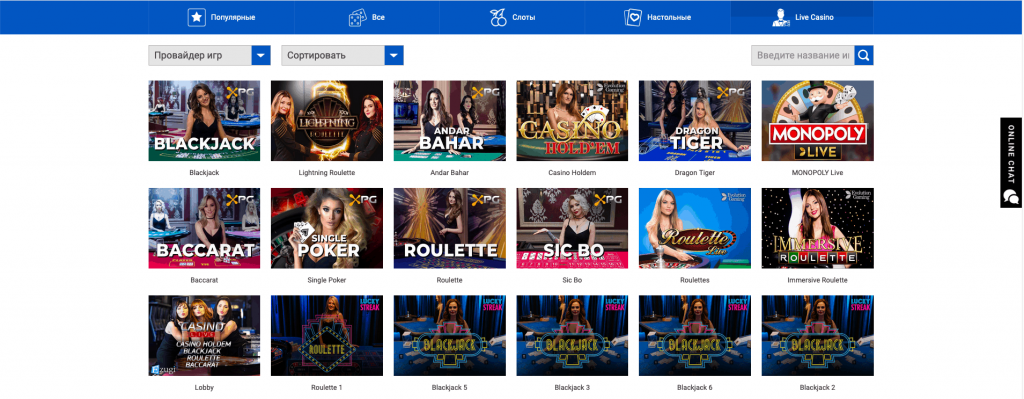 Популярные
Все
Слоты
Настольные
Live Casino
Провайдер игр
Сортировать
Введите название иг
XPG
BLACKJACK
LIGHTNING
ROULETTE
XPG
ANDAR
BAHAR
Evolution Gaming
CASINO
HOLD'EM
XPG
DRAGON
TIGER
MONOPOLY
LIVE
Blackjack
Lightning Roulette
Andar Bahar
Casino Holdem
Dragon Tiger
MONOPOLY Live
ONLINE CHAT
XPG
BACCARAT
XPG
SINGLE
POKER
XPG
ROULETTE
XPG
SIC BO
Evolution Gaming
Roulette
Live
Evolution Gaming
IMMERSIVE
ROULETTE
Baccarat
Single Poker
Roulette
Sic Bo
Roulettes
Immersive Roulette
CASINO
LIVE
CASINO HOLDEM
BLACKJACK
ROULETTE
BACCARAT
Ezugi
LUCKY
STREAK
ROULETTE
LUCKY
STREAK
BLACKJACK
LUCKY
STREAK
BLACKJACK
LUCKY
STREAK
BLACKJACK
LUCKY
STREAK
BLACKJACK
Lobby
Roulette 1
Blackjack 5
Blackjack 3
Blackjack 6
Blackjack 2